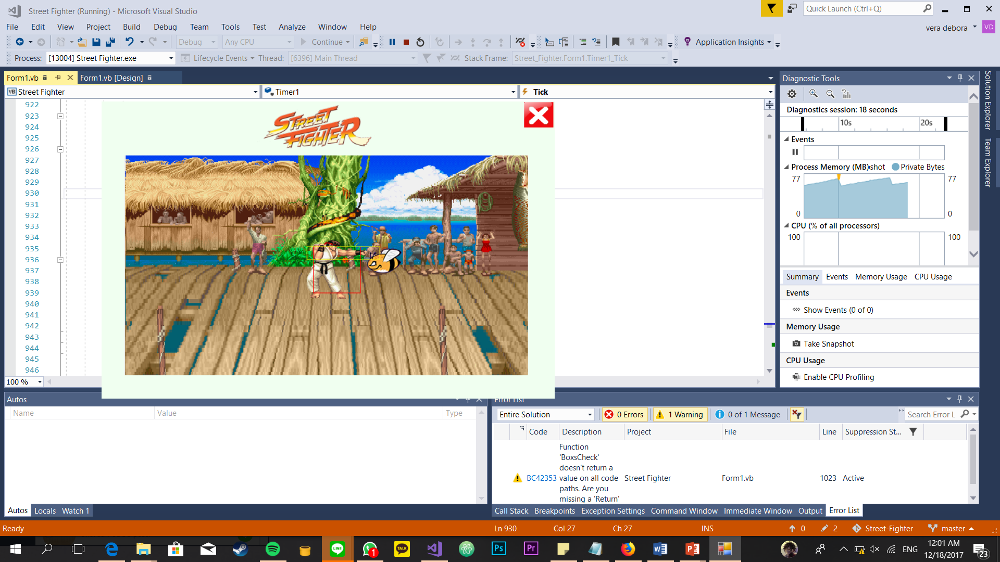 Street Fighter (Running) - Microsoft Visual Studio
Quick Launch (Ctrl+Q)
File Edit View Project Build Debug Team Tools Test Analyze Window Help
vera debora VD
Debug Any CPU Continue Application Insights
Process: [13004] Street Fighter.exe Lifecycle Events Thread: [6396] Main Thread Stack Frame: Street_Fighter.Form1.Timer1_Tick
Form1.vb Form1.vb [Design]
VB Street Fighter Timer1 Tick
922
923
924
925
926
927
928
929
930
931
932
933
934
935
936
937
938
939
940
941
942
943
944
945
946
STREET
FIGHTER
100 %
Diagnostic Tools
Diagnostics session: 18 seconds
10s 20s
Events
Process Memory (MB) shot Private Bytes
77 77
0 0
CPU (% of all processors)
100 100
Summary Events Memory Usage CPU Usage
Events
Show Events (0 of 0)
Memory Usage
Take Snapshot
CPU Usage
Enable CPU Profiling
Solution Explorer
Team Explorer
Autos
Name Value Type
Autos Locals Watch 1
Error List
Entire Solution 0 Errors 1 Warning 0 of 1 Message Search Error L
Code Description Project File Line Suppression St...
Function
'BoxsCheck'
doesn't return a
BC42353 value on all code Street Fighter Form1.vb 1023 Active
paths. Are you
missing a 'Return'
Call Stack Breakpoints Exception Settings Command Window Immediate Window Output Error List
Ready Ln 930 Col 27 Ch 27 INS 0 2 Street-Fighter master
LINE 1 TALK Ps Pr ENG 12:01 AM
12/18/2017 23